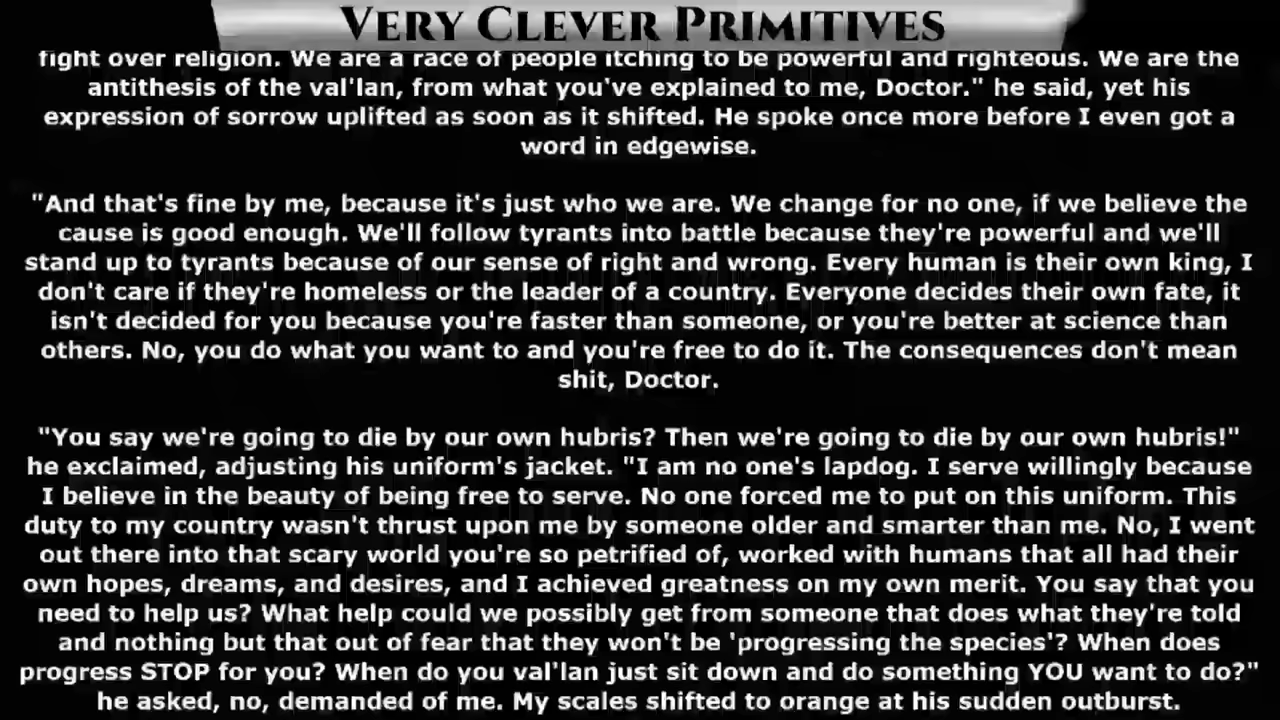 VERY CLEVER PRIMITIVES
fight over religion. We are a race of people itching to be powerful and righteous. We are the
antithesis of the val'lan, from what you've explained to me, Doctor." he said, yet his
expression of sorrow uplifted as soon as it shifted. He spoke once more before I even got a
word in edgewise.
"And that's fine by me, because it's just who we are. We change for no one, if we believe the
cause is good enough. We'll follow tyrants into battle because they're powerful and we'll
stand up to tyrants because of our sense of right and wrong. Every human is their own king, I
don't care if they're homeless or the leader of a country. Everyone decides their own fate, it
isn't decided for you because you're faster than someone, or you're better at science than
others. No, you do what you want to and you're free to do it. The consequences don't mean
shit, Doctor.
"You say we're going to die by our own hubris? Then we're going to die by our own hubris!"
he exclaimed, adjusting his uniform's jacket. "I am no one's lapdog. I serve willingly because
I believe in the beauty of being free to serve. No one forced me to put on this uniform. This
duty to my country wasn't thrust upon me by someone older and smarter than me. No, I went
out there into that scary world you're so petrified of, worked with humans that all had their
own hopes, dreams, and desires, and I achieved greatness on my own merit. You say that you
need to help us? What help could we possibly get from someone that does what they're told
and nothing but that out of fear that they won't be 'progressing the species'? When does
progress STOP for you? When do you val'lan just sit down and do something YOU want to do?"
he asked, no, demanded of me. My scales shifted to orange at his sudden outburst.